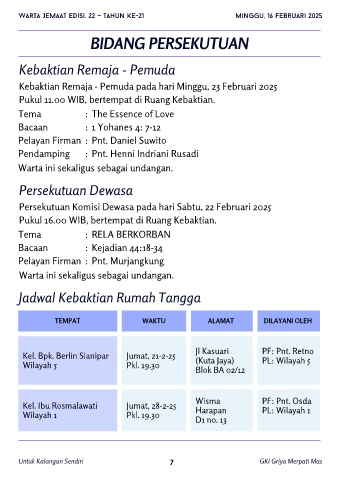 WARTA JEMAAT EDISI. 22 – TAHUN KE-21 MINGGU, 16 FEBRUARI 2025
BIDANG PERSEKUTUAN
Kebaktian Remaja - Pemuda
Kebaktian Remaja - Pemuda pada hari Minggu, 23 Februari 2025
Pukul 11.00 WIB, bertempat di Ruang Kebaktian.
Tema : The Essence of Love
Bacaan : 1 Yohanes 4: 7-12
Pelayan Firman : Pnt. Daniel Suwito
Pendamping : Pnt. Henni Indriani Rusadi
Warta ini sekaligus sebagai undangan.
Persekutuan Dewasa
Persekutuan Komisi Dewasa pada hari Sabtu, 22 Februari 2025
Pukul 16.00 WIB, bertempat di Ruang Kebaktian.
Tema : RELA BERKORBAN
Bacaan : Kejadian 44:18-34
Pelayan Firman : Pnt. Murjangkung
Warta ini sekaligus sebagai undangan.
Jadwal Kebaktian Rumah Tangga
TEMPAT WAKTU ALAMAT DILAYANI OLEH
Kel. Bpk. Berlin Sianipar
Wilayah 5
Jumat, 21-2-25
Pkl. 19.30
Jl Kasuari
(Kuta Jaya)
Blok BA 02/12
PF: Pnt. Retno
PL: Wilayah 5
Kel. Ibu Rosmalawati
Wilayah 1
Jumat, 28-2-25
Pkl. 19.30
Wisma
Harapan
D1 no. 13
PF: Pnt. Osda
PL: Wilayah 1
Untuk Kalangan Sendiri 7 GKI Griya Merpati Mas